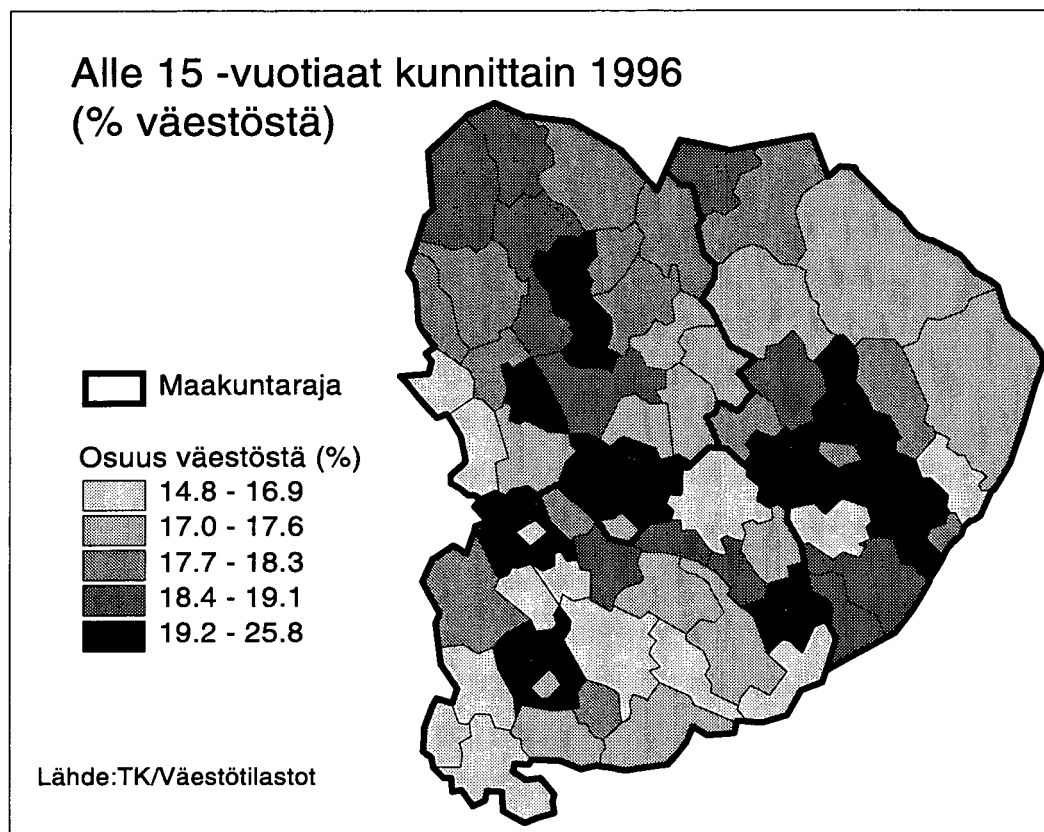 Alle 15 -vuotiaat kunnittain 1996
(% väestöstä)
Maakuntaraja
Osuus väestöstä (%)
14.8 - 16.9
17.0 - 17.6
17.7 - 18.3
18.4 - 19.1
19.2 - 25.8
Lähde:TK/Väestötilastot